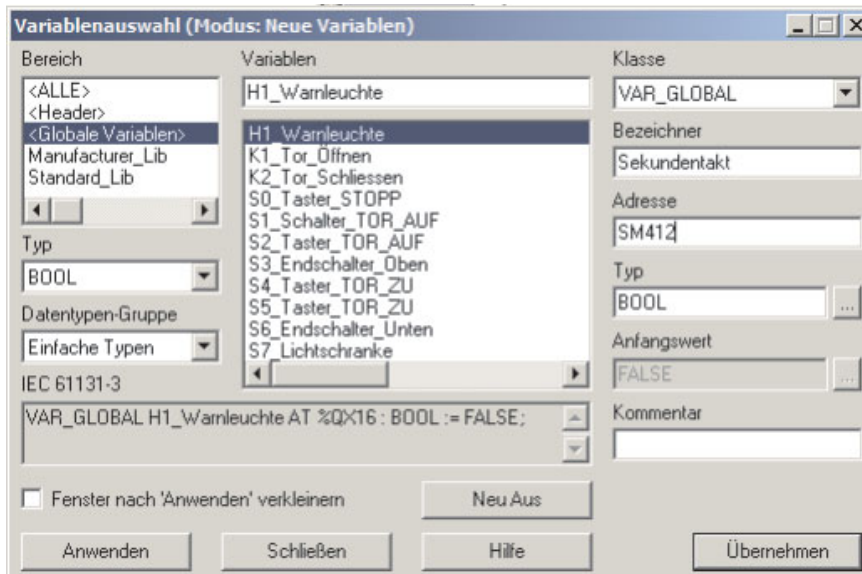 Variablenauswahl (Modus: Neue Variablen)
Bereich
<ALLE>
<Header>
<Globale Variablen>
Manufacturer_Lib
Standard_Lib
Typ
BOOL
Datentypen-Gruppe
Einfache Typen
IEC 61131-3
VAR_GLOBAL H1_Warnleuchte AT %QX16 : BOOL := FALSE;
Variablen
H1_Warnleuchte
H1_Warnleuchte
K1_Tor_Öffnen
K2_Tor_Schliessen
S0_Taster_STOPP
S1_Schalter_TOR_AUF
S2_Taster_TOR_AUF
S3_Endschalter_Oben
S4_Taster_TOR_ZU
S5_Taster_TOR_ZU
S6_Endschalter_Unten
S7_Lichtschranke
Klasse
VAR_GLOBAL
Bezeichner
Sekundentakt
Adresse
SM412
Typ
BOOL
...
Anfangswert
FALSE
...
Kommentar
Fenster nach 'Anwenden' verkleinern
Neu Aus
Anwenden
Schließen
Hilfe
Übernehmen